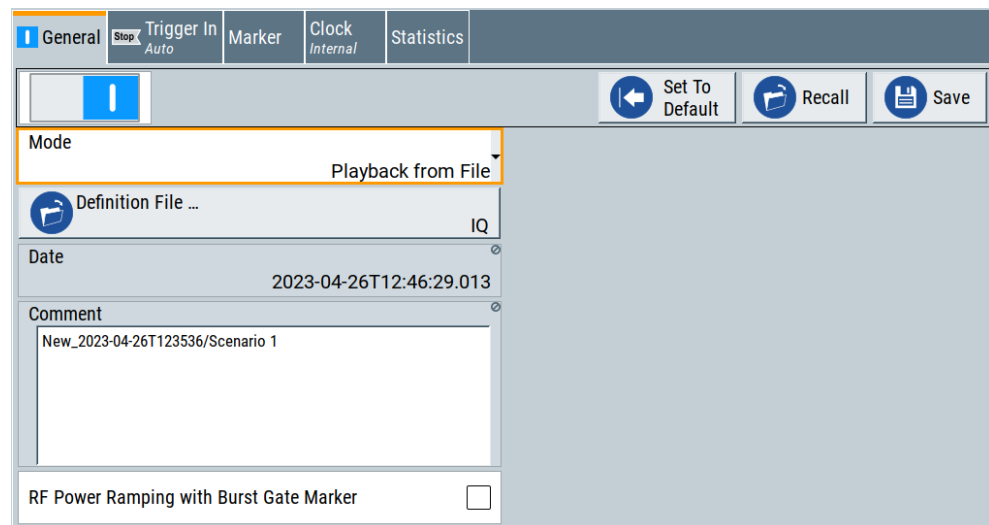 General
Stop
Trigger In
Auto
Marker
Clock
Internal
Statistics
Set To
Default
Recall
Save
Mode
Playback from File
Definition File ...
IQ
Date
2023-04-26T12:46:29.013
Comment
New_2023-04-26T123536/Scenario 1
RF Power Ramping with Burst Gate Marker